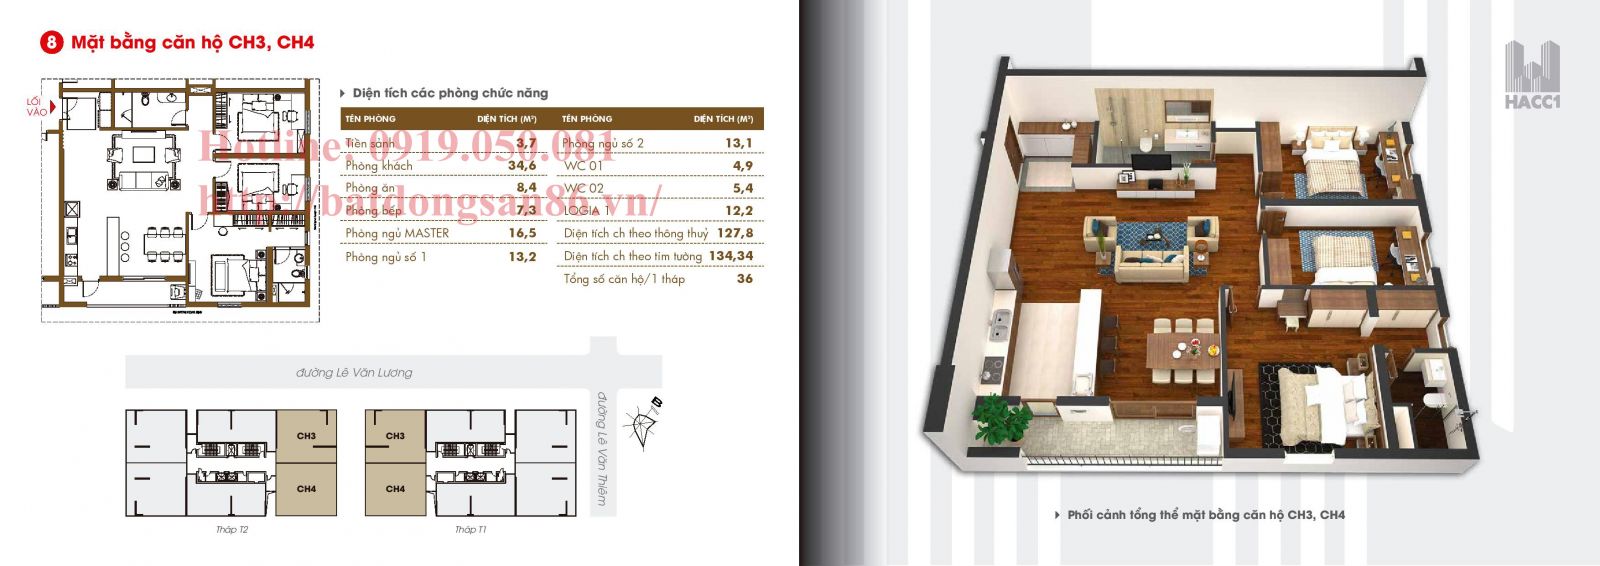 8 Mặt bằng căn hộ CH3, CH4
LỐI
VÀO
Diện tích các phòng chức năng
TÊN PHÒNG DIỆN TÍCH (M²) TÊN PHÒNG DIỆN TÍCH (M²)
Tiền sảnh 3,7 Phòng ngủ số 2 13,1
Phòng khách 34,6 WC 01 4,9
Phòng ăn 8,4 WC 02 5,4
Phòng bếp 7,3 LOGIA 1 12,2
Phòng ngủ MASTER 16,5 Diện tích ch theo thông thuỷ 127,8
Phòng ngủ số 1 13,2 Diện tích ch theo tim tường 134,34
Tổng số căn hộ/1 tháp 36
Hotline: 0919.050.081
http://batdongsan86.vn/
đường Lê Văn Lương
đường Lê Văn Thiêm
B
CH3
CH4
CH3
CH4
Tháp T2
Tháp T1
HACC1
Phối cảnh tổng thể mặt bằng căn hộ CH3, CH4